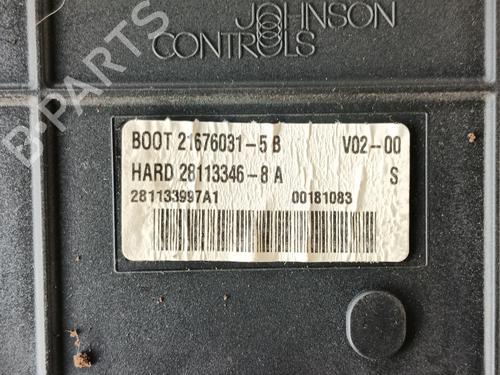 JOHNSON
CONTROLS
B-PARTS
BOOT 21676031-5 B V02-00
HARD 28113346-8 A S
281133997A1 00181083